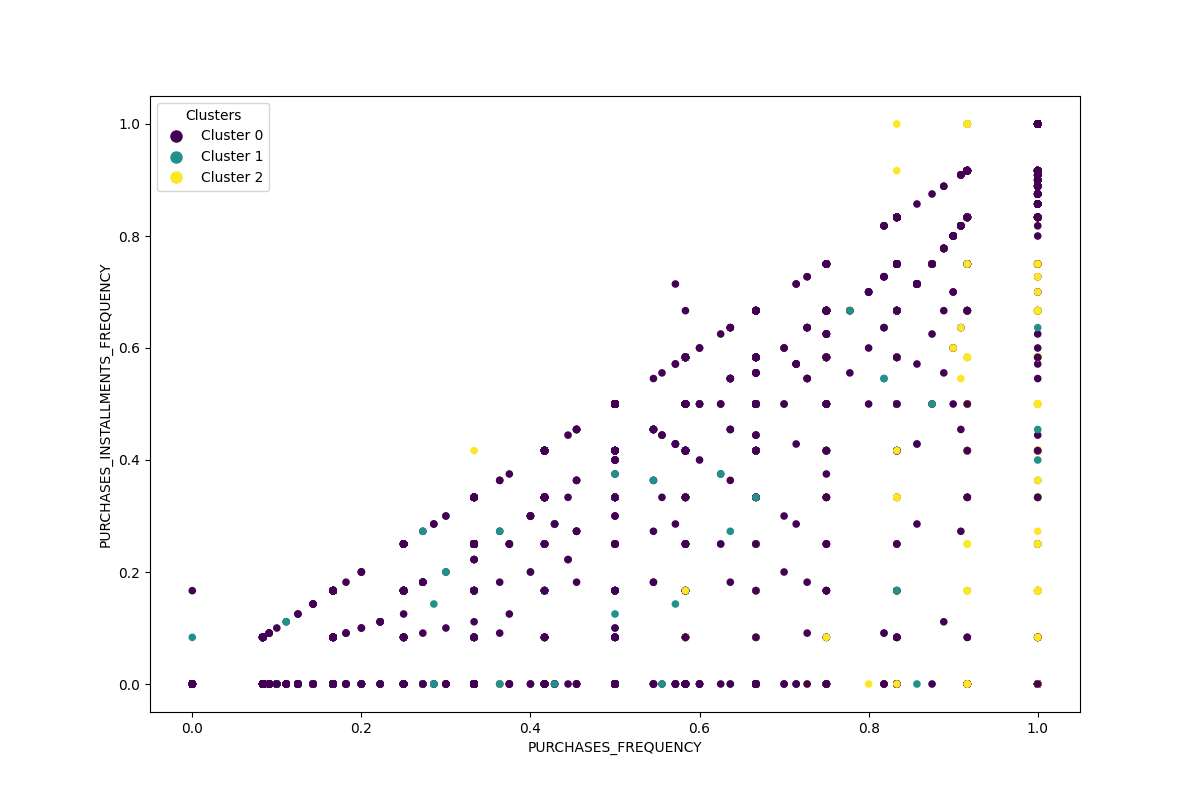 Clusters
Cluster 0
Cluster 1
Cluster 2
1.0
0.8
0.6
0.4
0.2
0.0
PURCHASES_INSTALLMENTS_FREQUENCY
0.0 0.2 0.4 0.6 0.8 1.0
PURCHASES_FREQUENCY